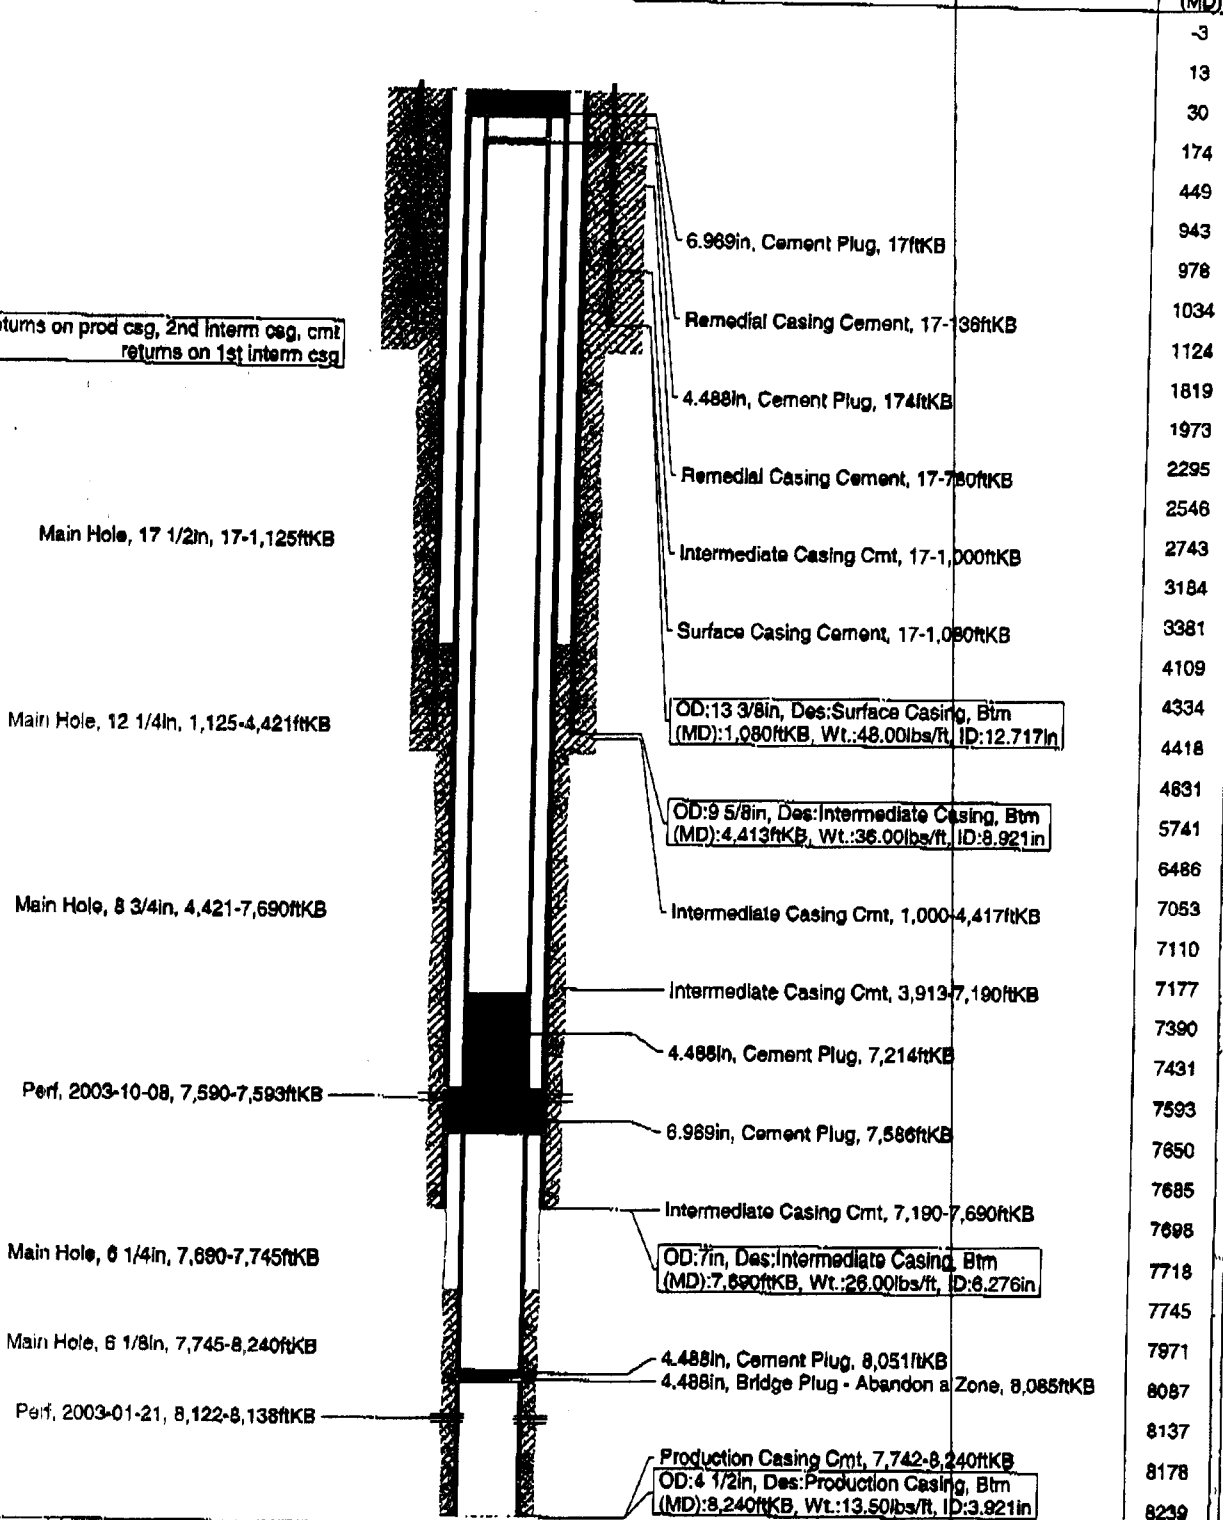 (MD)
-3
13
30
174
449
943
978
1034
1124
1819
1973
2295
2546
2743
3184
3381
4109
4334
4418
4631
5741
6486
7053
7110
7177
7390
7431
7593
7650
7685
7698
7718
7745
7971
8087
8137
8178
8239
returns on prod csg, 2nd interm csg, cmt
returns on 1st interm csg
Main Hole, 17 1/2in, 17-1,125ftKB
Main Hole, 12 1/4in, 1,125-4,421ftKB
Main Hole, 8 3/4in, 4,421-7,690ftKB
Perf, 2003-10-08, 7,590-7,593ftKB
Main Hole, 6 1/4in, 7,690-7,745ftKB
Main Hole, 6 1/8in, 7,745-8,240ftKB
Perf, 2003-01-21, 8,122-8,138ftKB
6.969in, Cement Plug, 17ftKB
Remedial Casing Cement, 17-136ftKB
4.488in, Cement Plug, 174ftKB
Remedial Casing Cement, 17-780ftKB
Intermediate Casing Cmt, 17-1,000ftKB
Surface Casing Cement, 17-1,080ftKB
OD:13 3/8in, Des:Surface Casing, Btm
(MD):1,080ftKB, Wt.:48.00lbs/ft, ID:12.717in
OD:9 5/8in, Des:Intermediate Casing, Btm
(MD):4,413ftKB, Wt.:36.00lbs/ft, ID:8.921in
Intermediate Casing Cmt, 1,000-4,417ftKB
Intermediate Casing Cmt, 3,913-7,190ftKB
4.488in, Cement Plug, 7,214ftKB
6.969in, Cement Plug, 7,586ftKB
Intermediate Casing Cmt, 7,190-7,690ftKB
OD:7in, Des:Intermediate Casing, Btm
(MD):7,690ftKB, Wt.:26.00lbs/ft, ID:6.276in
4.488in, Cement Plug, 8,051ftKB
4.488in, Bridge Plug - Abandon a Zone, 8,085ftKB
Production Casing Cmt, 7,742-8,240ftKB
OD:4 1/2in, Des:Production Casing, Btm
(MD):8,240ftKB, Wt.:13.50lbs/ft, ID:3.921in